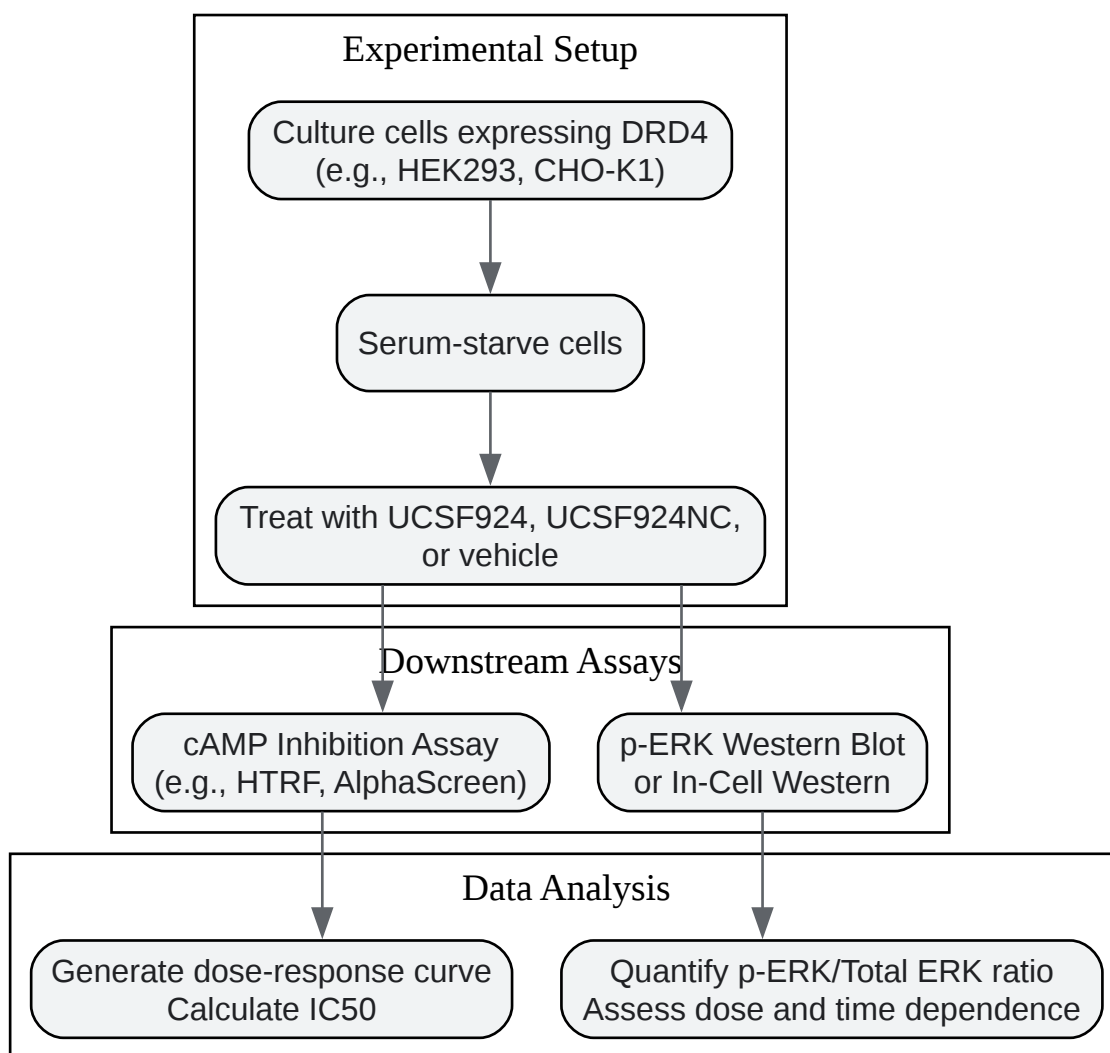 Experimental Setup
Culture cells expressing DRD4
(e.g., HEK293, CHO-K1)
Serum-starve cells
Treat with UCSF924, UCSF924NC,
or vehicle
Downstream Assays
cAMP Inhibition Assay
(e.g., HTRF, AlphaScreen)
p-ERK Western Blot
or In-Cell Western
Data Analysis
Generate dose-response curve
Calculate IC50
Quantify p-ERK/Total ERK ratio
Assess dose and time dependence